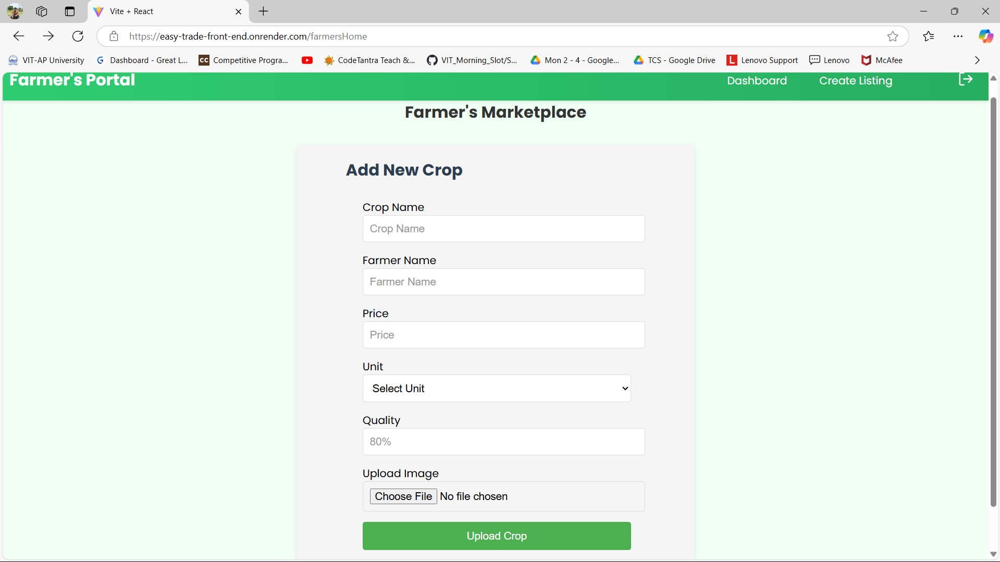 Vite + React
https://easy-trade-front-end.onrender.com/farmersHome
VIT-AP University
G Dashboard - Great L...
CC Competitive Progra...
CodeTantra Teach &...
VIT_Morning_Slot/S...
Mon 2 - 4 - Google...
TCS - Google Drive
L Lenovo Support
Lenovo
McAfee
Farmer's Portal
Dashboard
Create Listing
Farmer's Marketplace
Add New Crop
Crop Name
Crop Name
Farmer Name
Farmer Name
Price
Price
Unit
Select Unit
Quality
80%
Upload Image
Choose File No file chosen
Upload Crop